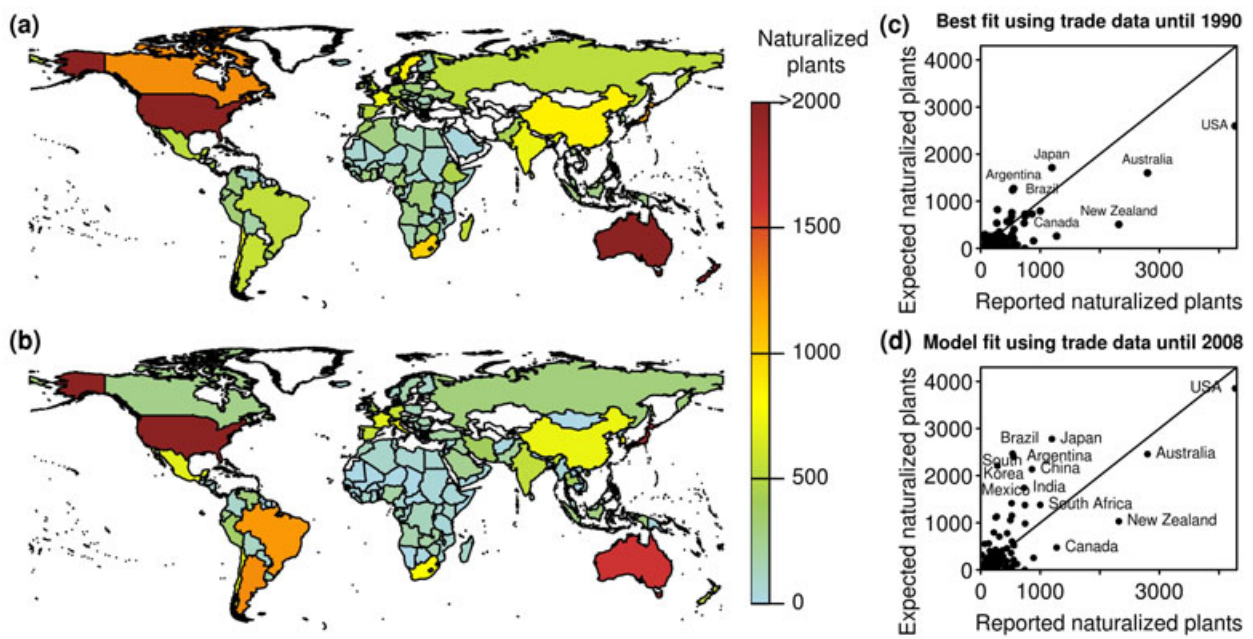 (a)
Naturalized
plants
>2000
1500
1000
500
0
(b)
(c) Best fit using trade data until 1990
Expected naturalized plants
4000
3000
2000
1000
0
USA
Japan
Australia
Argentina
Brazil
Canada
New Zealand
0 1000 3000
Reported naturalized plants
(d) Model fit using trade data until 2008
Expected naturalized plants
4000
3000
2000
1000
0
USA
Brazil Japan
South Argentina Australia
Korea China
Mexico India
South Africa
New Zealand
Canada
0 1000 3000
Reported naturalized plants